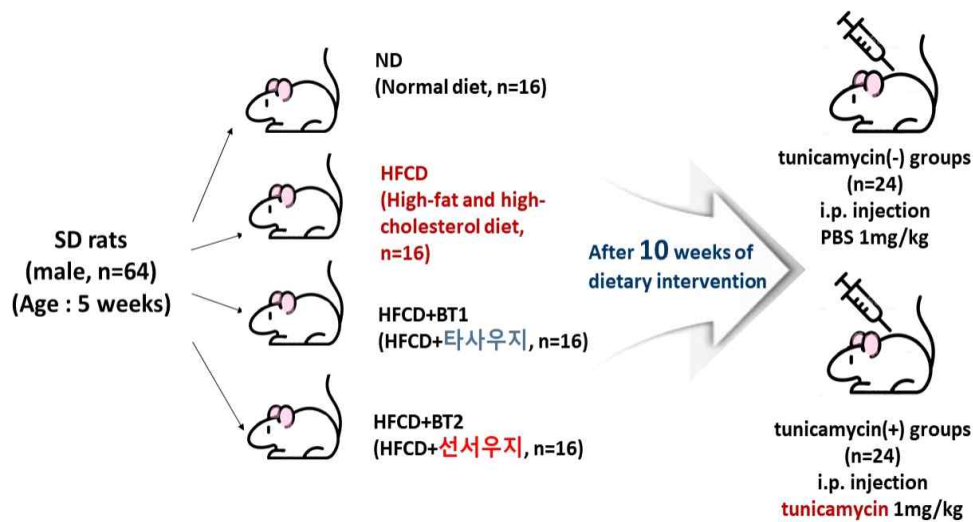 SD rats
(male, n=64)
(Age : 5 weeks)
ND
(Normal diet, n=16)
HFCD
(High-fat and high-
cholesterol diet,
n=16)
HFCD+BT1
(HFCD+타사우지, n=16)
HFCD+BT2
(HFCD+선서우지, n=16)
After 10 weeks of
dietary intervention
tunicamycin(-) groups
(n=24)
i.p. injection
PBS 1mg/kg
tunicamycin(+) groups
(n=24)
i.p. injection
tunicamycin 1mg/kg